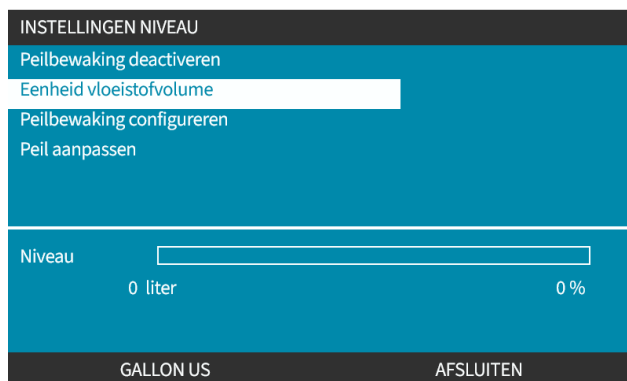 INSTELLINGEN NIVEAU
Peilbewaking deactiveren
Eenheid vloeistofvolume
Peilbewaking configureren
Peil aanpassen
Niveau
0 liter 0 %
GALLON US AFSLUITEN